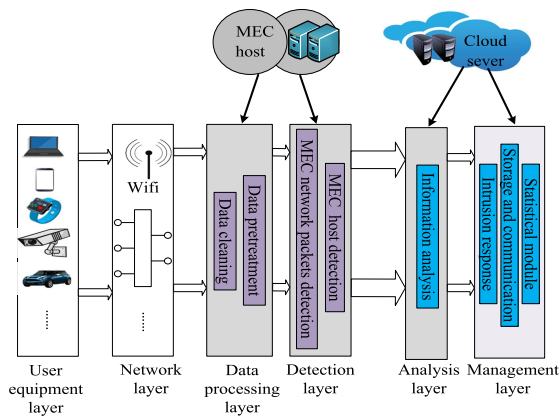 MEC
host
Cloud
sever
Wifi
Data cleaning
Data pretreatment
MEC network packets detection
MEC host detection
Information analysis
Intrusion response
Storage and communication
Statistical module
User
equipment
layer
Network
layer
Data
processing
layer
Detection
layer
Analysis
layer
Management
layer